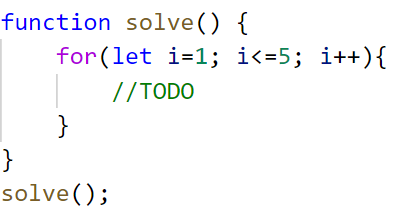 function solve() {
    for(let i=1; i<=5; i++){
        //TODO
    }
}
solve();